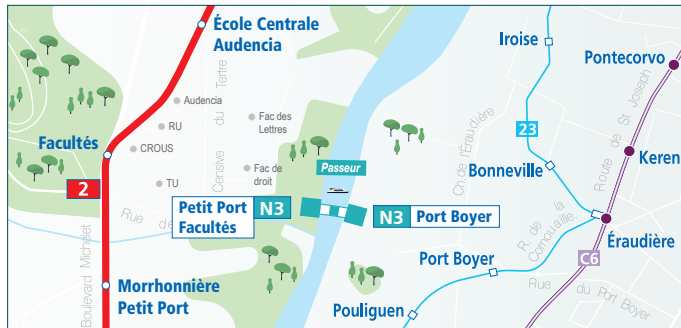 École Centrale
Audencia
Iroise
Pontecorvo
Audencia
RU
Fac des
Lettres
Censive du Tertre
Ch. de l'Éraudière
23
Route de St Joseph
Facultés
CROUS
Keren
2
TU
Fac de
droit
Passeur
Bonneville
Petit Port
Facultés
N3
N3
Port Boyer
R. de la
Cornouaille
Éraudière
Rue d'e
C6
Port Boyer
Boulevard Michelet
Morrhonnière
Petit Port
Rue du Port Boyer
Pouliguen